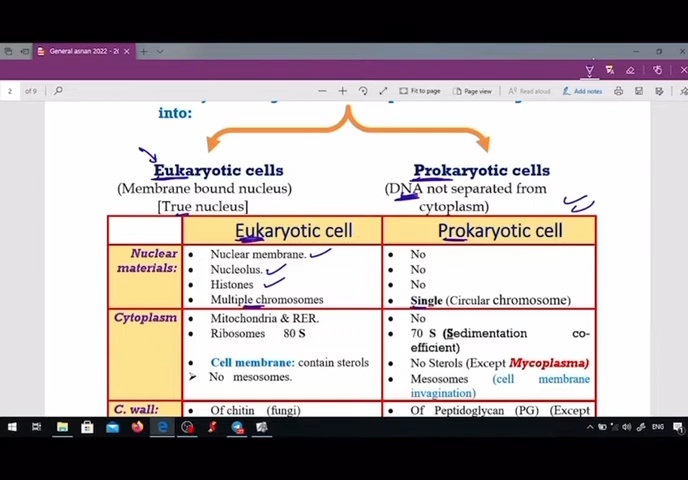 General asnan 2022 - 20
2 of 9
Fit to page
Page view
Read aloud
Add notes
into:
Eukaryotic cells
(Membrane bound nucleus)
[True nucleus]
Prokaryotic cells
(DNA not separated from
cytoplasm)
Eukaryotic cell
Prokaryotic cell
Nuclear
materials:
• Nuclear membrane.
• Nucleolus.
• Histones
• Multiple chromosomes
• No
• No
• No
• Single (Circular chromosome)
Cytoplasm
• Mitochondria & RER.
• Ribosomes 80 S
• Cell membrane: contain sterols
➤ No mesosomes.
• No
• 70 S (Sedimentation co-
efficient)
• No Sterols (Except Mycoplasma)
• Mesosomes (cell membrane
invagination)
C. wall:
• Of chitin (fungi)
• Of Peptidoglycan (PG) (Except
ENG